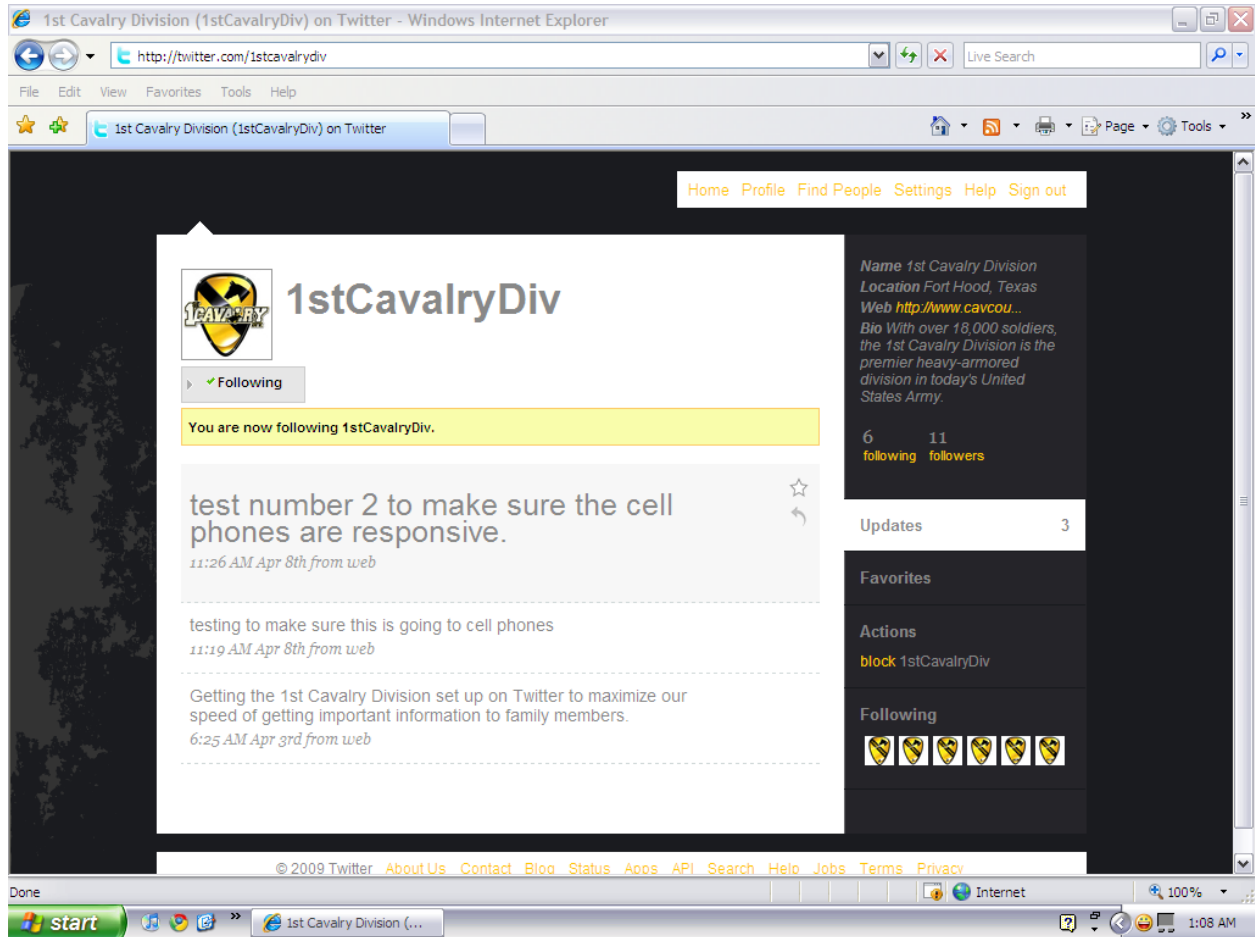 1st Cavalry Division (1stCavalryDiv) on Twitter - Windows Internet Explorer
http://twitter.com/1stcavalrydiv
Live Search
File Edit View Favorites Tools Help
1st Cavalry Division (1stCavalryDiv) on Twitter
Page Tools
Home Profile Find People Settings Help Sign out
1CAVALRY
1stCavalryDiv
Following
You are now following 1stCavalryDiv.
test number 2 to make sure the cell
phones are responsive.
11:26 AM Apr 8th from web
testing to make sure this is going to cell phones
11:19 AM Apr 8th from web
Getting the 1st Cavalry Division set up on Twitter to maximize our
speed of getting important information to family members.
6:25 AM Apr 3rd from web
Name 1st Cavalry Division
Location Fort Hood, Texas
Web http://www.cavcou...
Bio With over 18,000 soldiers,
the 1st Cavalry Division is the
premier heavy-armored
division in today's United
States Army.
6 11
following followers
Updates 3
Favorites
Actions
block 1stCavalryDiv
Following
© 2009 Twitter About Us Contact Blog Status Apps API Search Help Jobs Terms Privacy
Done
Internet
100%
start
1st Cavalry Division (...
1:08 AM